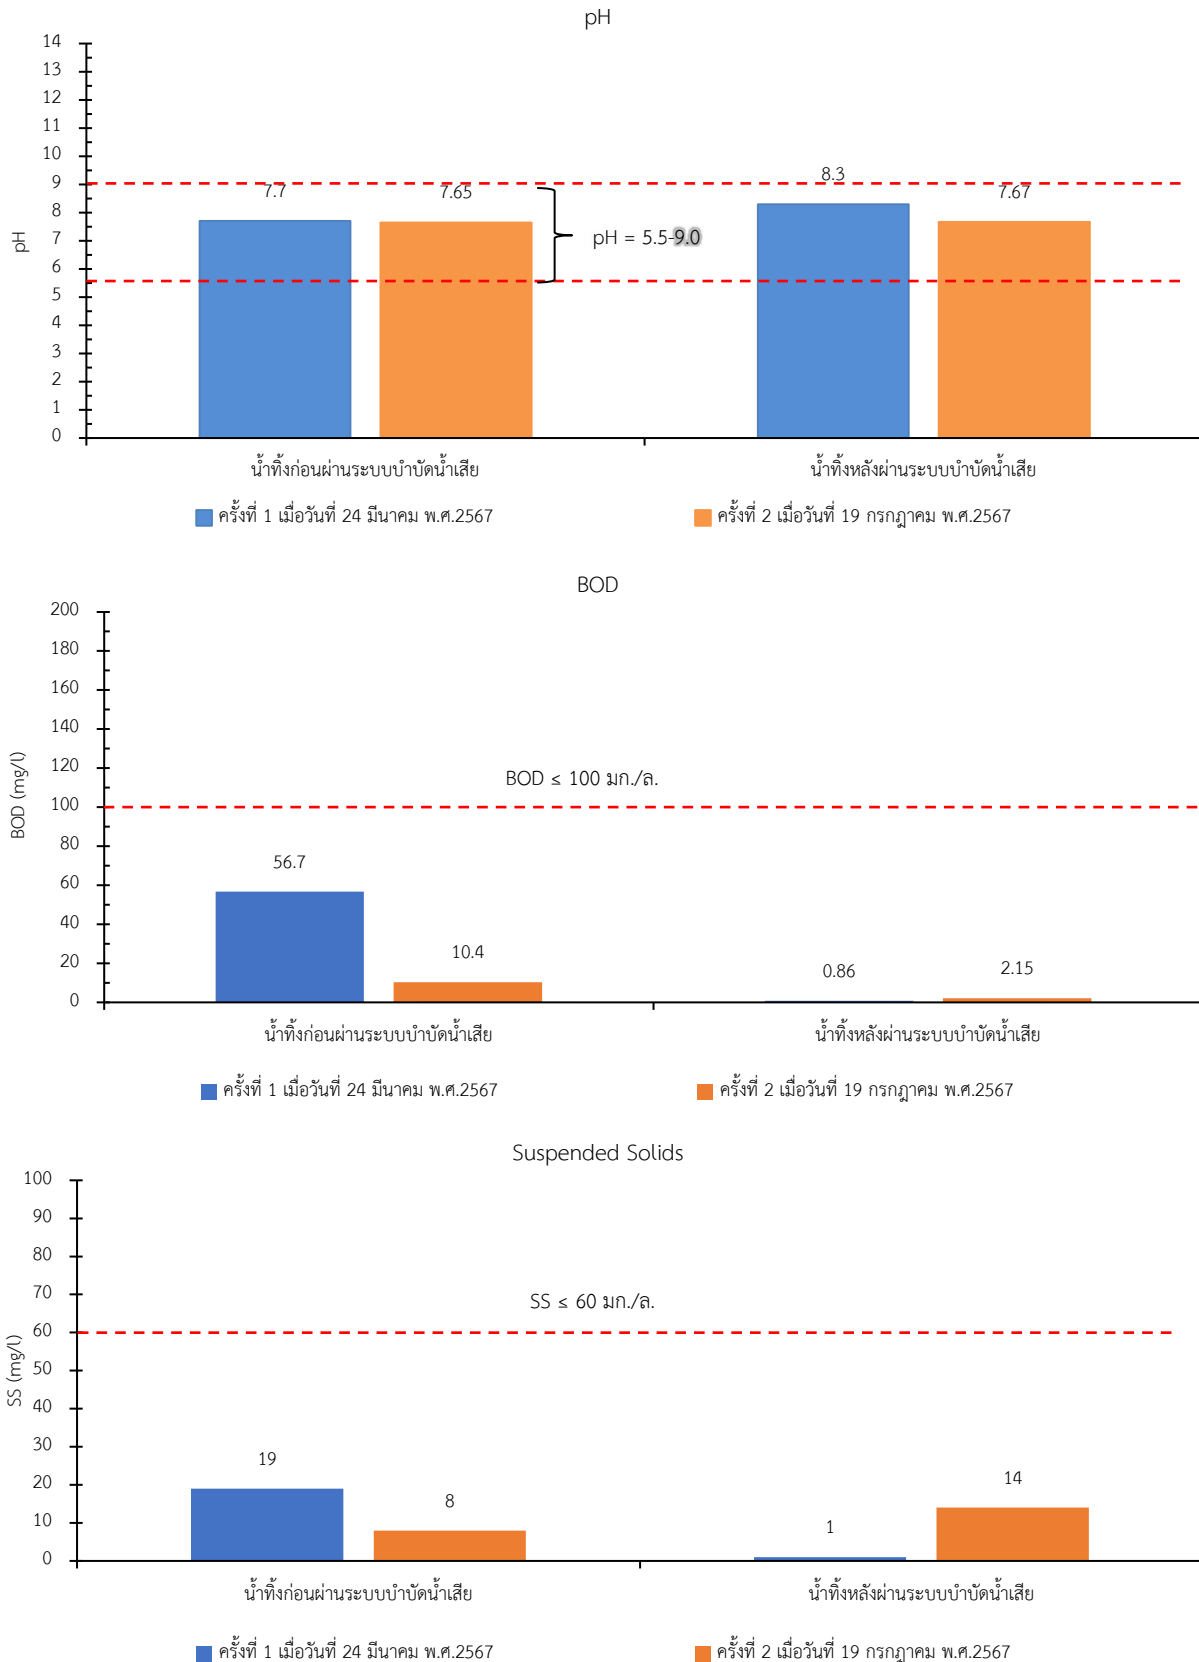 pH
14
13
12
11
10
9
8
7
6
5
4
3
2
1
0
pH
7.7
7.65
8.3
7.67
pH = 5.5-9.0
น้ำทิ้งก่อนผ่านระบบบำบัดน้ำเสีย
น้ำทิ้งหลังผ่านระบบบำบัดน้ำเสีย
ครั้งที่ 1 เมื่อวันที่ 24 มีนาคม พ.ศ.2567
ครั้งที่ 2 เมื่อวันที่ 19 กรกฎาคม พ.ศ.2567
BOD
200
180
160
140
120
100
80
60
40
20
0
BOD (mg/l)
BOD ≤ 100 มก./ล.
56.7
10.4
0.86
2.15
น้ำทิ้งก่อนผ่านระบบบำบัดน้ำเสีย
น้ำทิ้งหลังผ่านระบบบำบัดน้ำเสีย
ครั้งที่ 1 เมื่อวันที่ 24 มีนาคม พ.ศ.2567
ครั้งที่ 2 เมื่อวันที่ 19 กรกฎาคม พ.ศ.2567
Suspended Solids
100
90
80
70
60
50
40
30
20
10
0
SS (mg/l)
SS ≤ 60 มก./ล.
19
8
1
14
น้ำทิ้งก่อนผ่านระบบบำบัดน้ำเสีย
น้ำทิ้งหลังผ่านระบบบำบัดน้ำเสีย
ครั้งที่ 1 เมื่อวันที่ 24 มีนาคม พ.ศ.2567
ครั้งที่ 2 เมื่อวันที่ 19 กรกฎาคม พ.ศ.2567